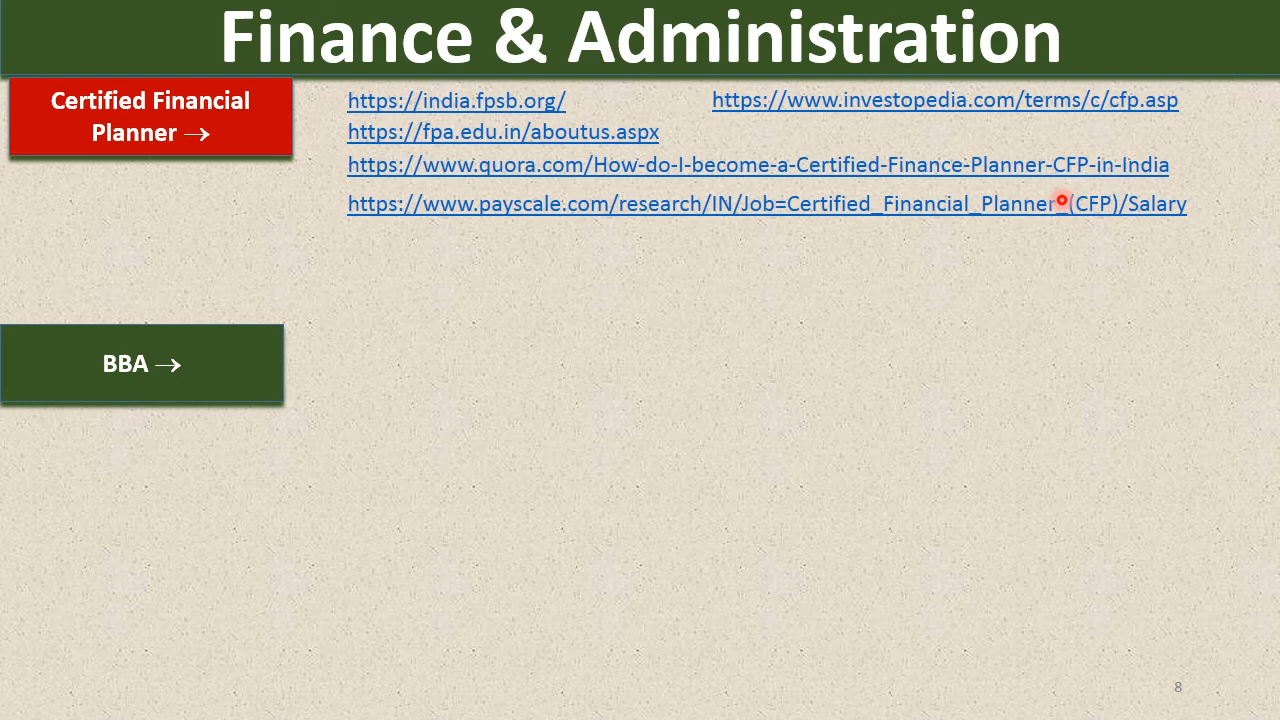 Finance & Administration
Certified Financial
Planner →
https://india.fpsb.org/
https://www.investopedia.com/terms/c/cfp.asp
https://fpa.edu.in/aboutus.aspx
https://www.quora.com/How-do-I-become-a-Certified-Finance-Planner-CFP-in-India
https://www.payscale.com/research/IN/Job=Certified_Financial_Planner_(CFP)/Salary
BBA →
8